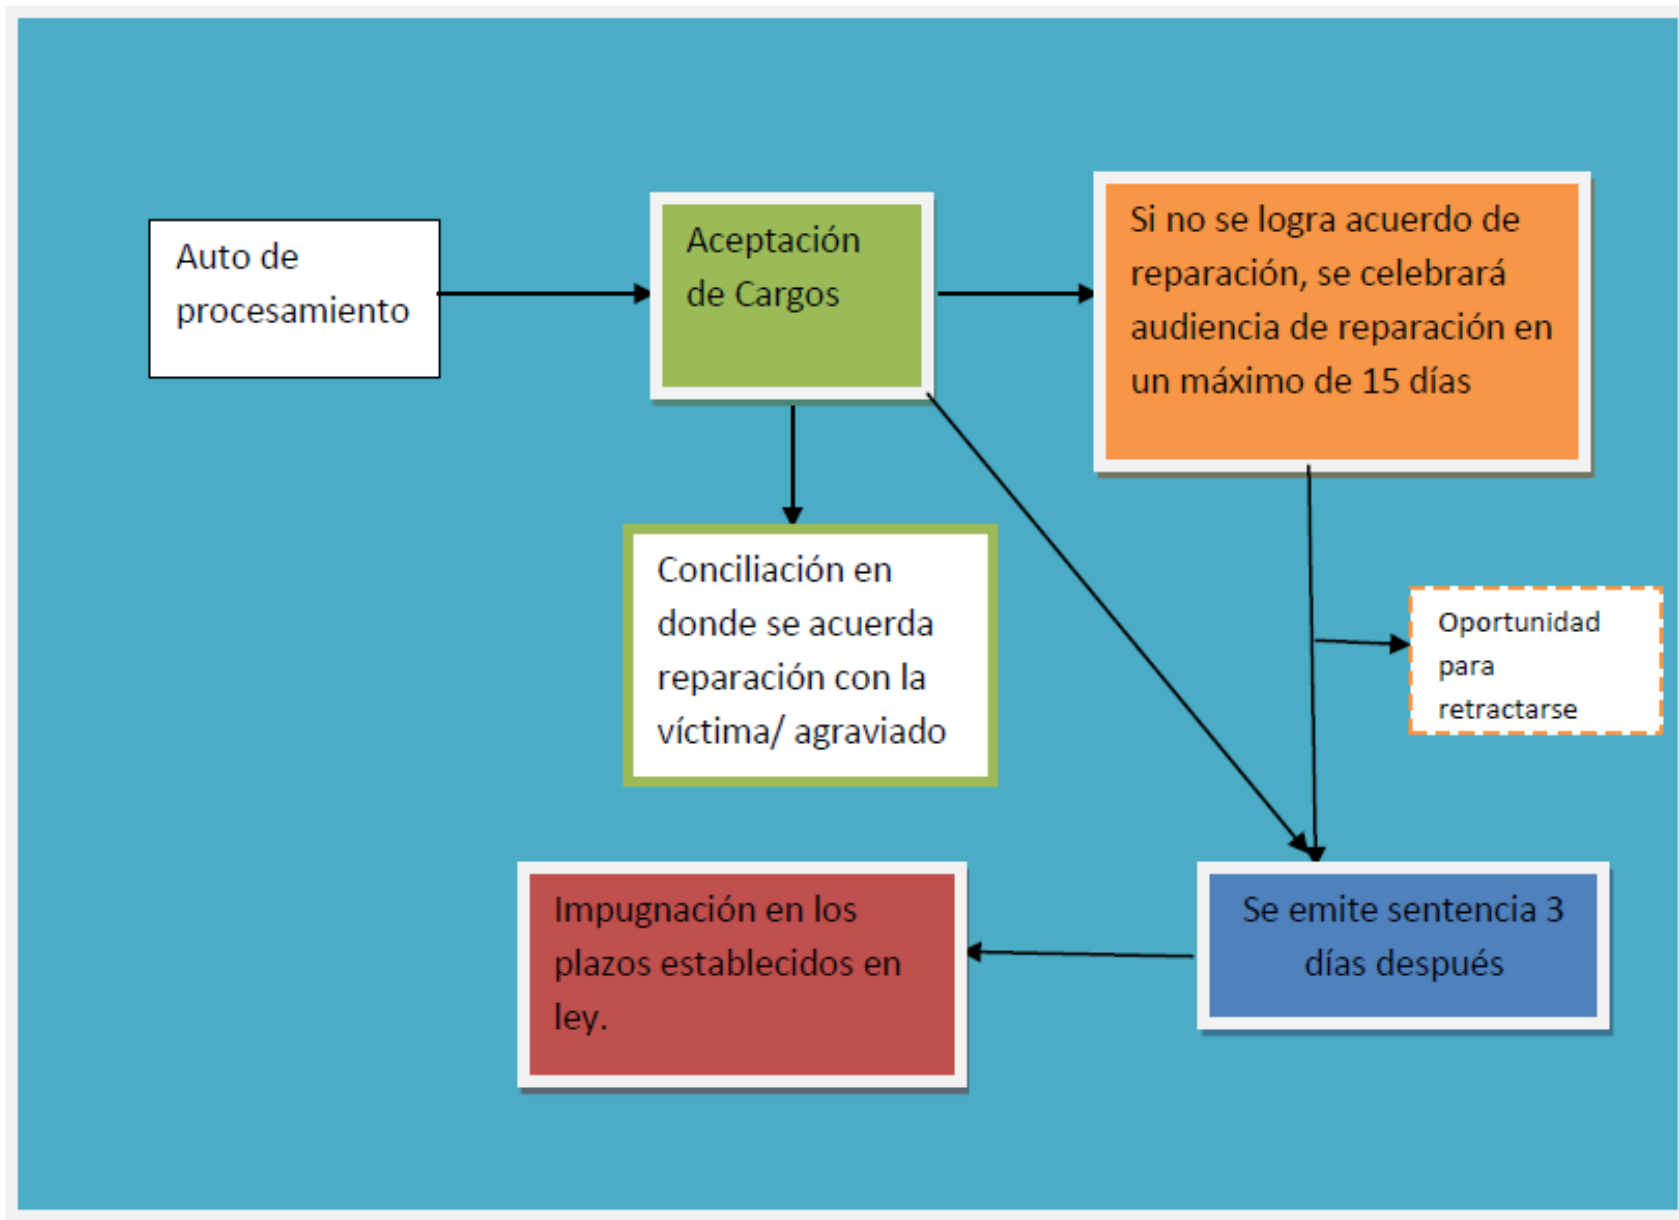 Auto de
procesamiento
Aceptación
de Cargos
Si no se logra acuerdo de
reparación, se celebrará
audiencia de reparación en
un máximo de 15 días
Conciliación en
donde se acuerda
reparación con la
víctima/ agraviado
Oportunidad
para
retractarse
Impugnación en los
plazos establecidos en
ley.
Se emite sentencia 3
días después